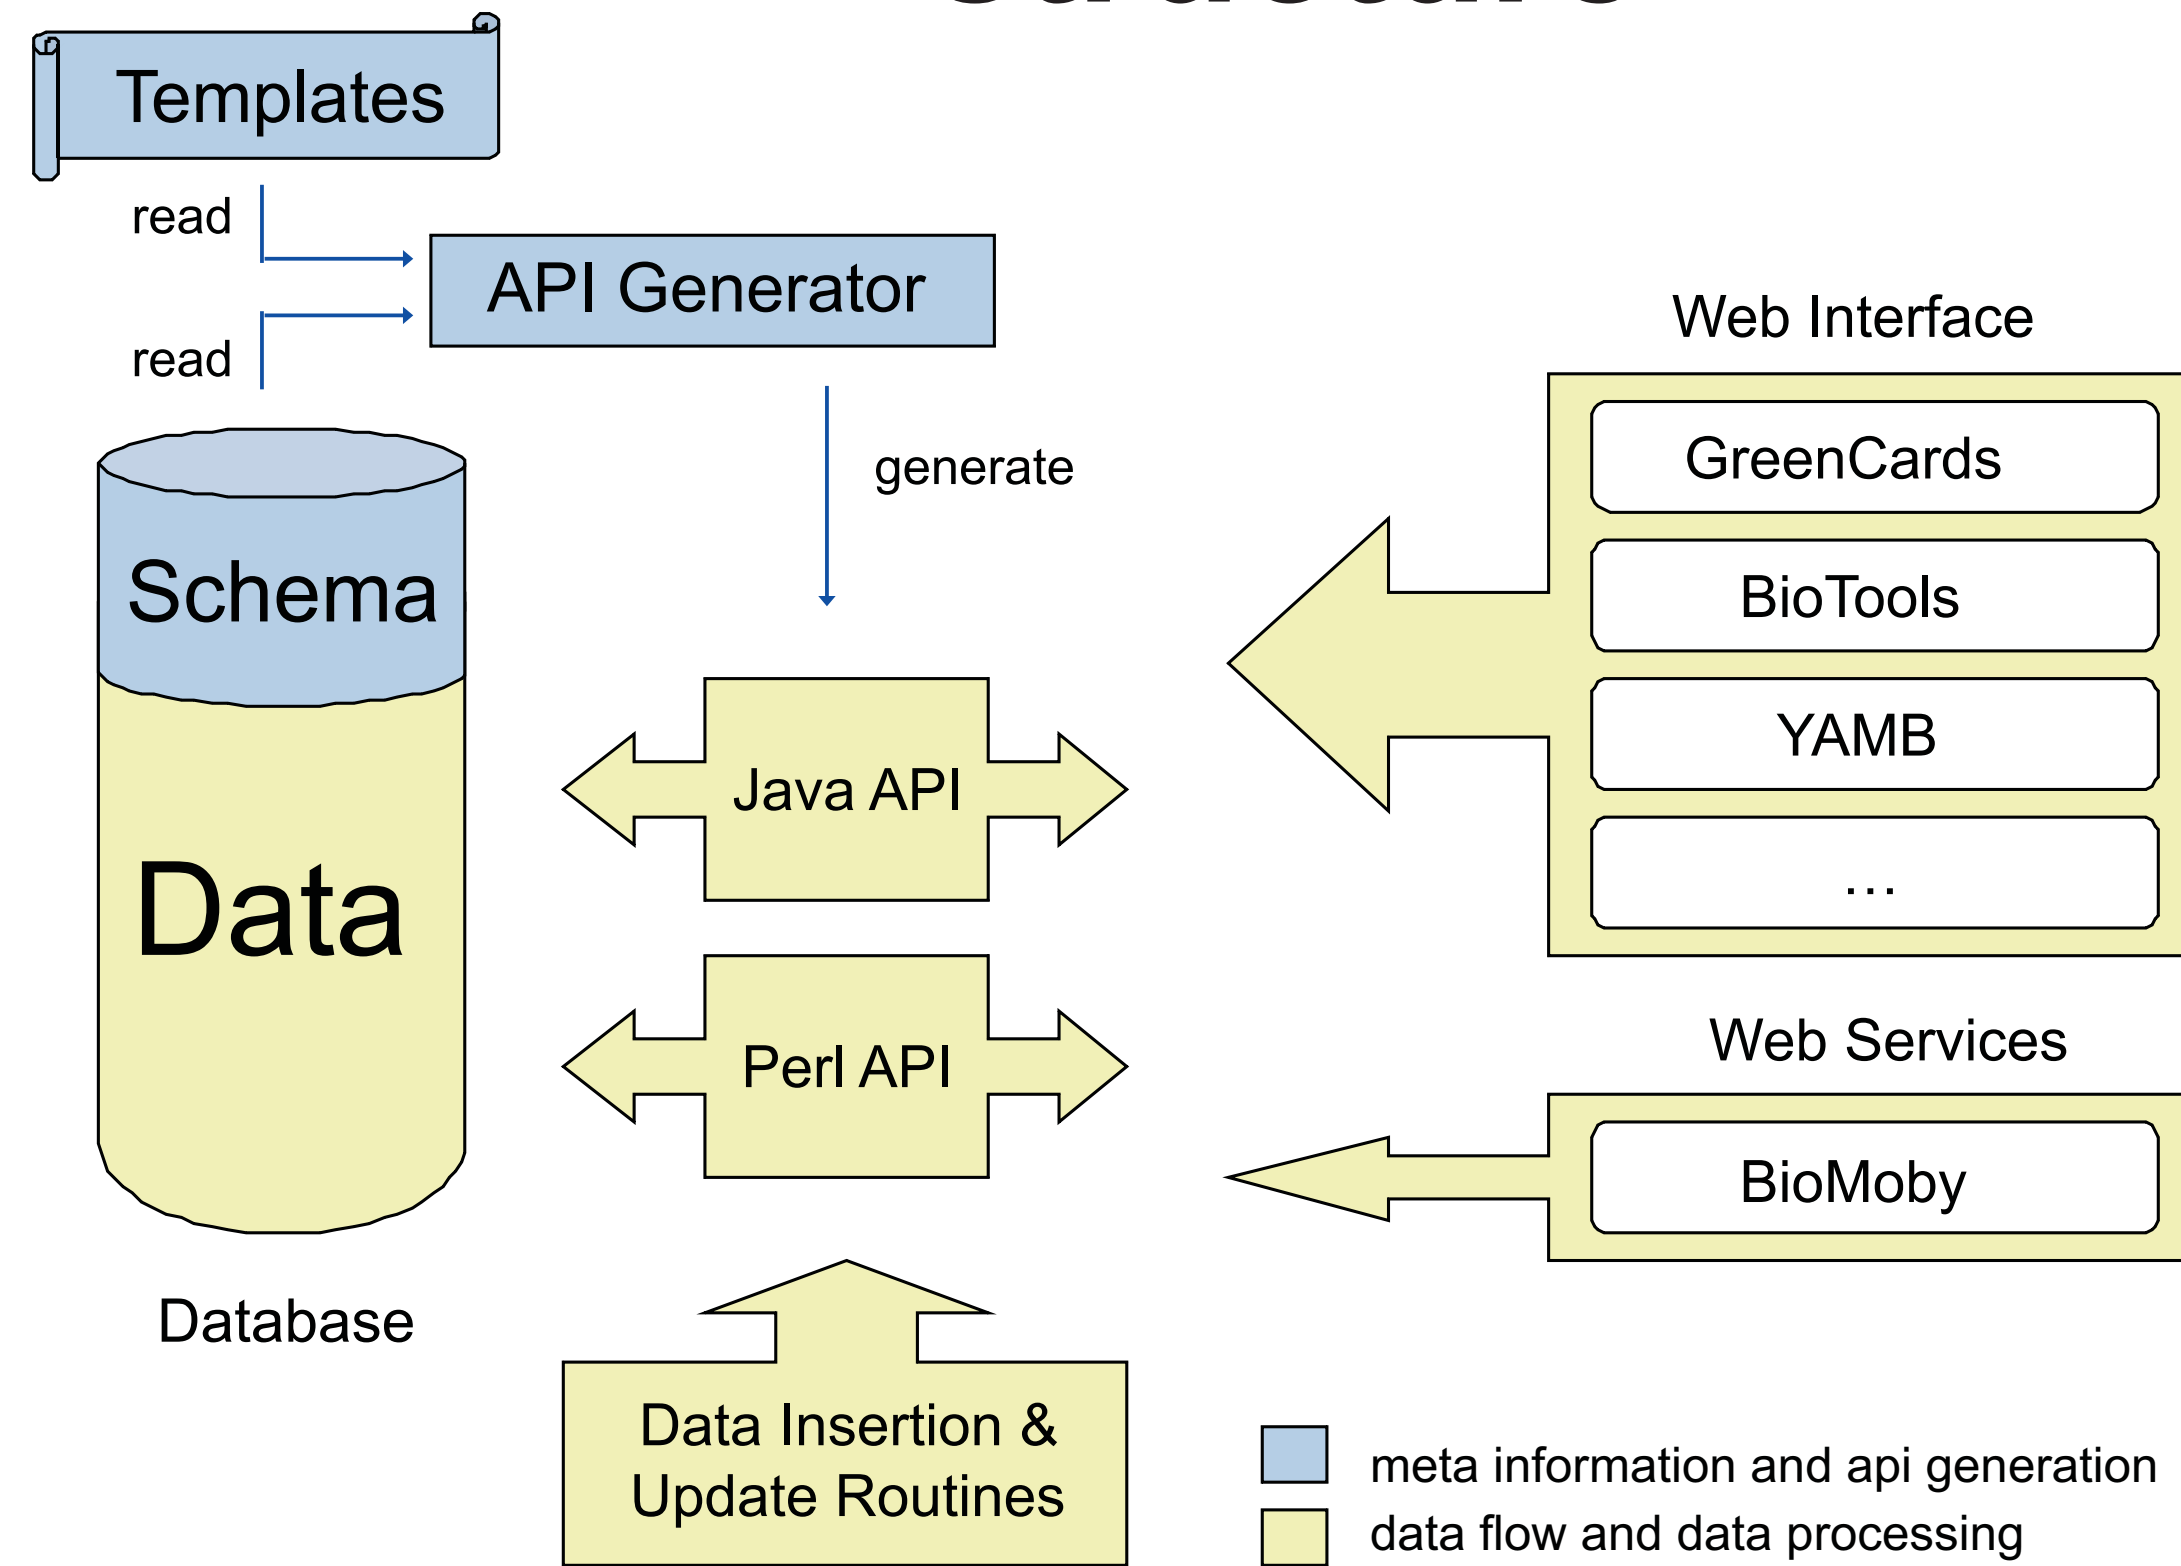 Templates
read
API Generator
read
generate
Schema
Data
Database
Java API
Perl API
Data Insertion &
Update Routines
Web Interface
GreenCards
BioTools
YAMB
...
Web Services
BioMoby
meta information and api generation
data flow and data processing